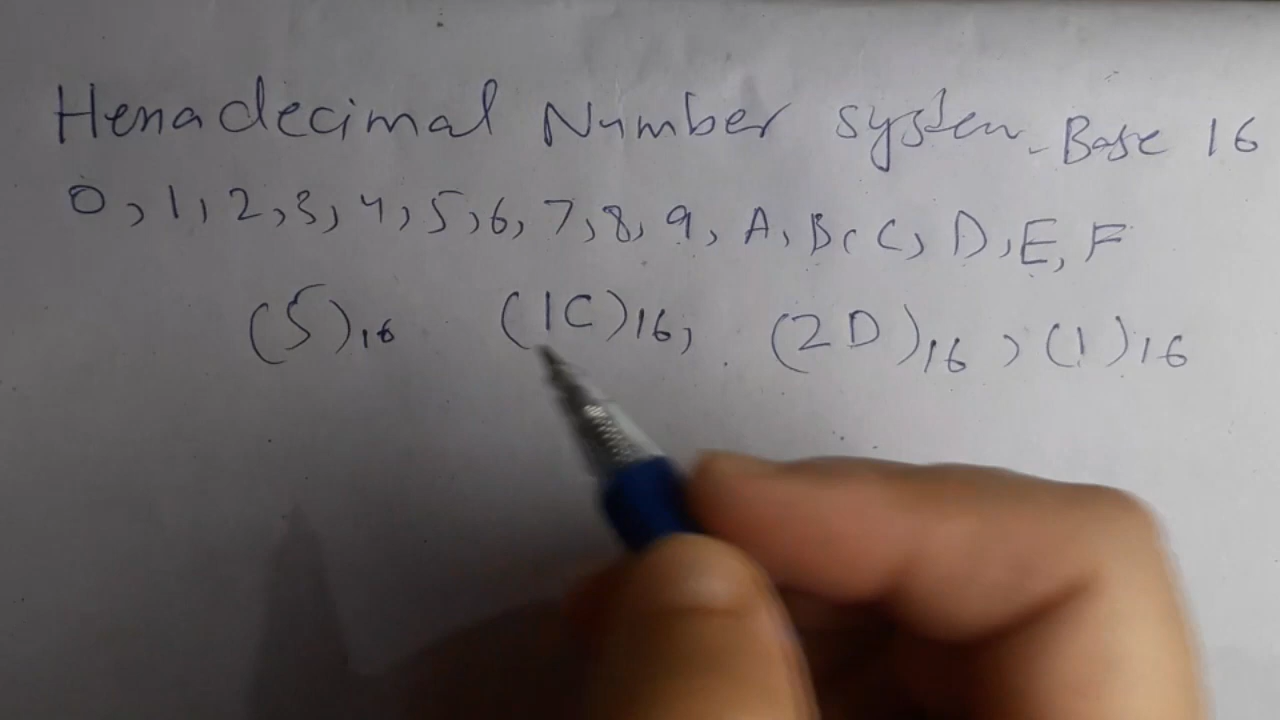 Hexadecimal Number system - Base 16
0, 1, 2, 3, 4, 5, 6, 7, 8, 9, A, B, C, D, E, F
(5)16 (1C)16, (2D)16, (1)16